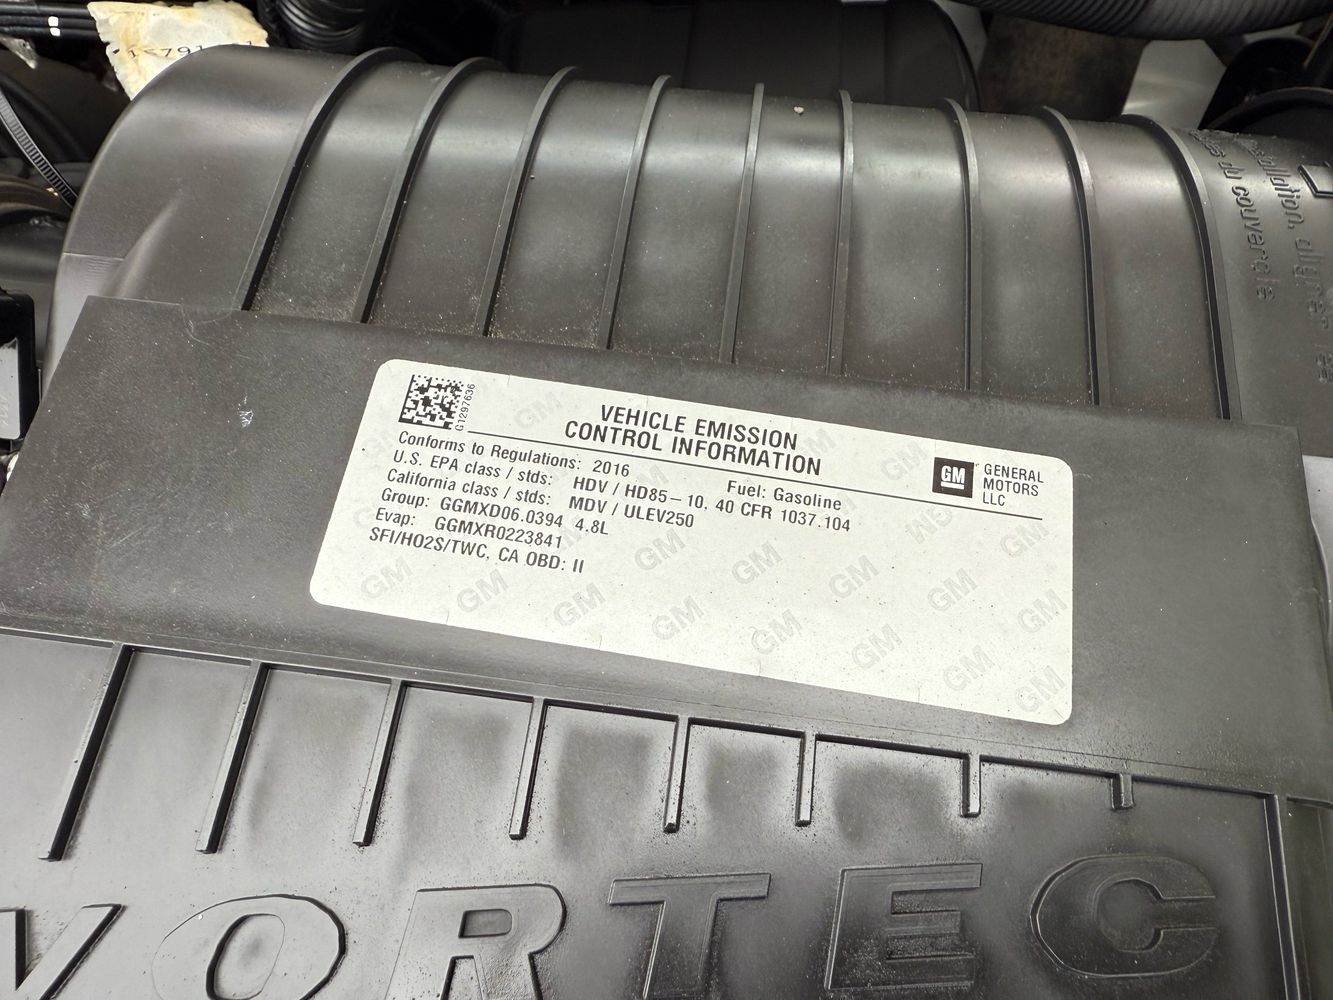 G1297636
VEHICLE EMISSION
CONTROL INFORMATION
GM GENERAL
MOTORS
LLC
Conforms to Regulations: 2016
Fuel: Gasoline
U.S. EPA class / stds: HDV / HD85-10, 40 CFR 1037.104
California class / stds: MDV / ULEV250
Group: GGMXD06.0394 4.8L
Evap: GGMXR0223841
SFI/HO2S/TWC, CA OBD: II
VORTEC
du couvercle